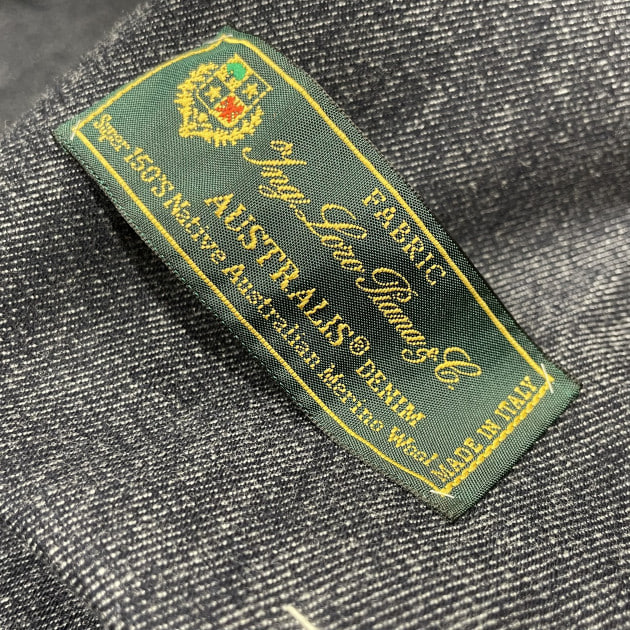 FABRIC
Ing. Loro Piana & C.
AUSTRALIS® DENIM
Super 150'S Native Australian Merino Wool
MADE IN ITALY